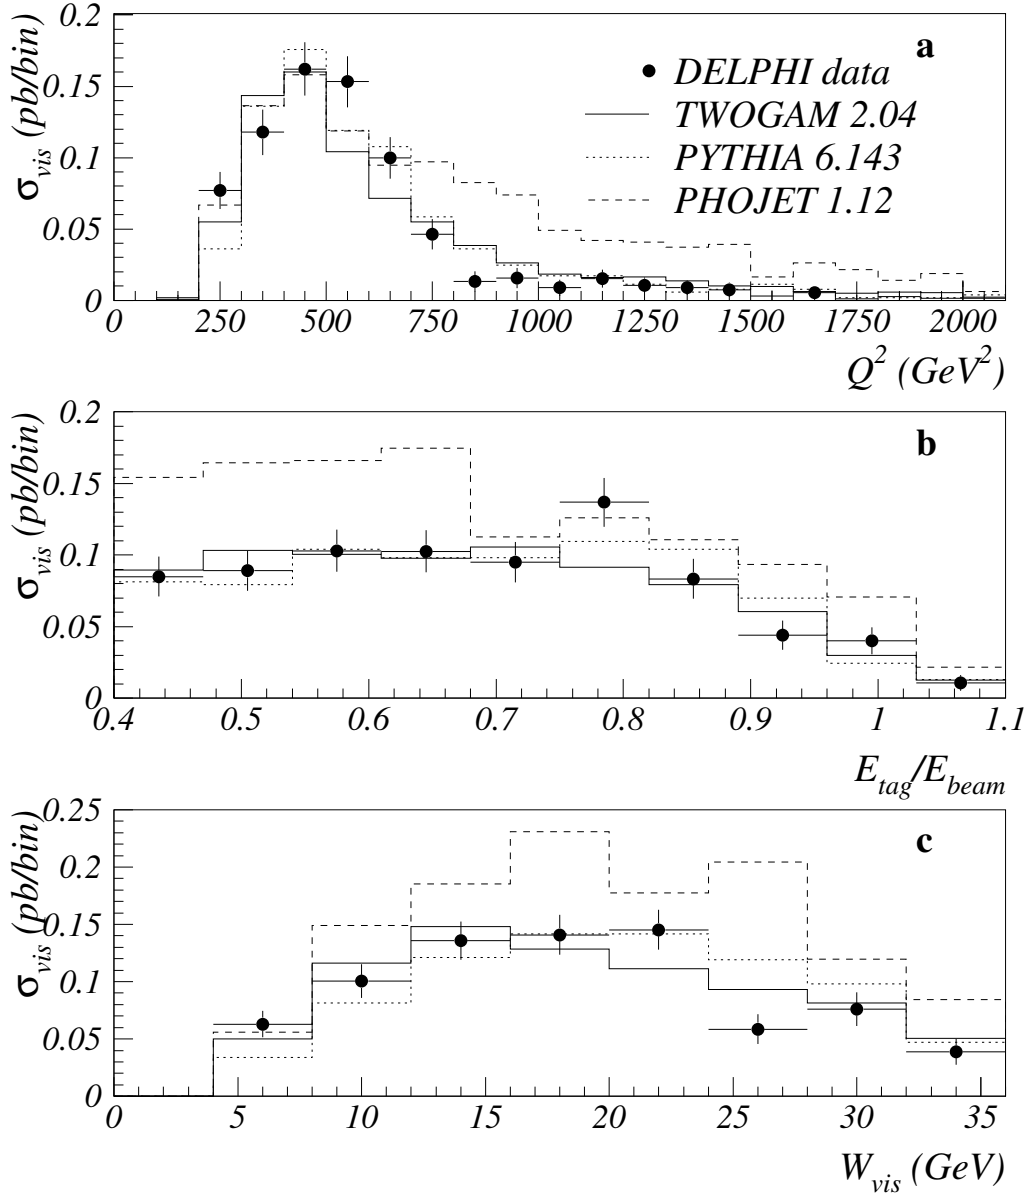 σvis (pb/bin)
0.2
0.15
0.1
0.05
0
a
DELPHI data
TWOGAM 2.04
PYTHIA 6.143
PHOJET 1.12
0 250 500 750 1000 1250 1500 1750 2000
Q² (GeV²)
σvis (pb/bin)
0.2
0.15
0.1
0.05
0
b
0.4 0.5 0.6 0.7 0.8 0.9 1 1.1
Etag/Ebeam
σvis (pb/bin)
0.25
0.2
0.15
0.1
0.05
0
c
0 5 10 15 20 25 30 35
Wvis (GeV)